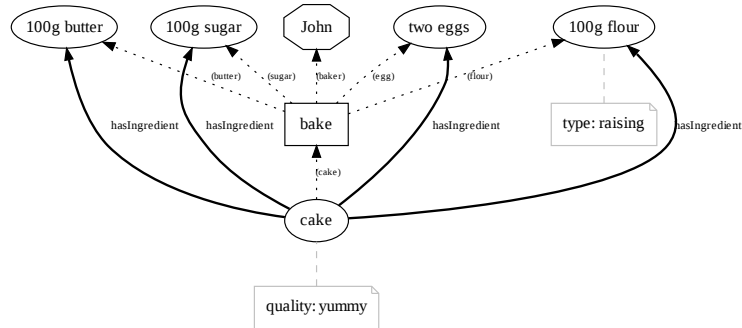 100g butter
100g sugar
John
two eggs
100g flour
(butter)
(sugar)
(baker)
(egg)
(flour)
hasIngredient
hasIngredient
bake
hasIngredient
type: raising
hasIngredient
(cake)
cake
quality: yummy